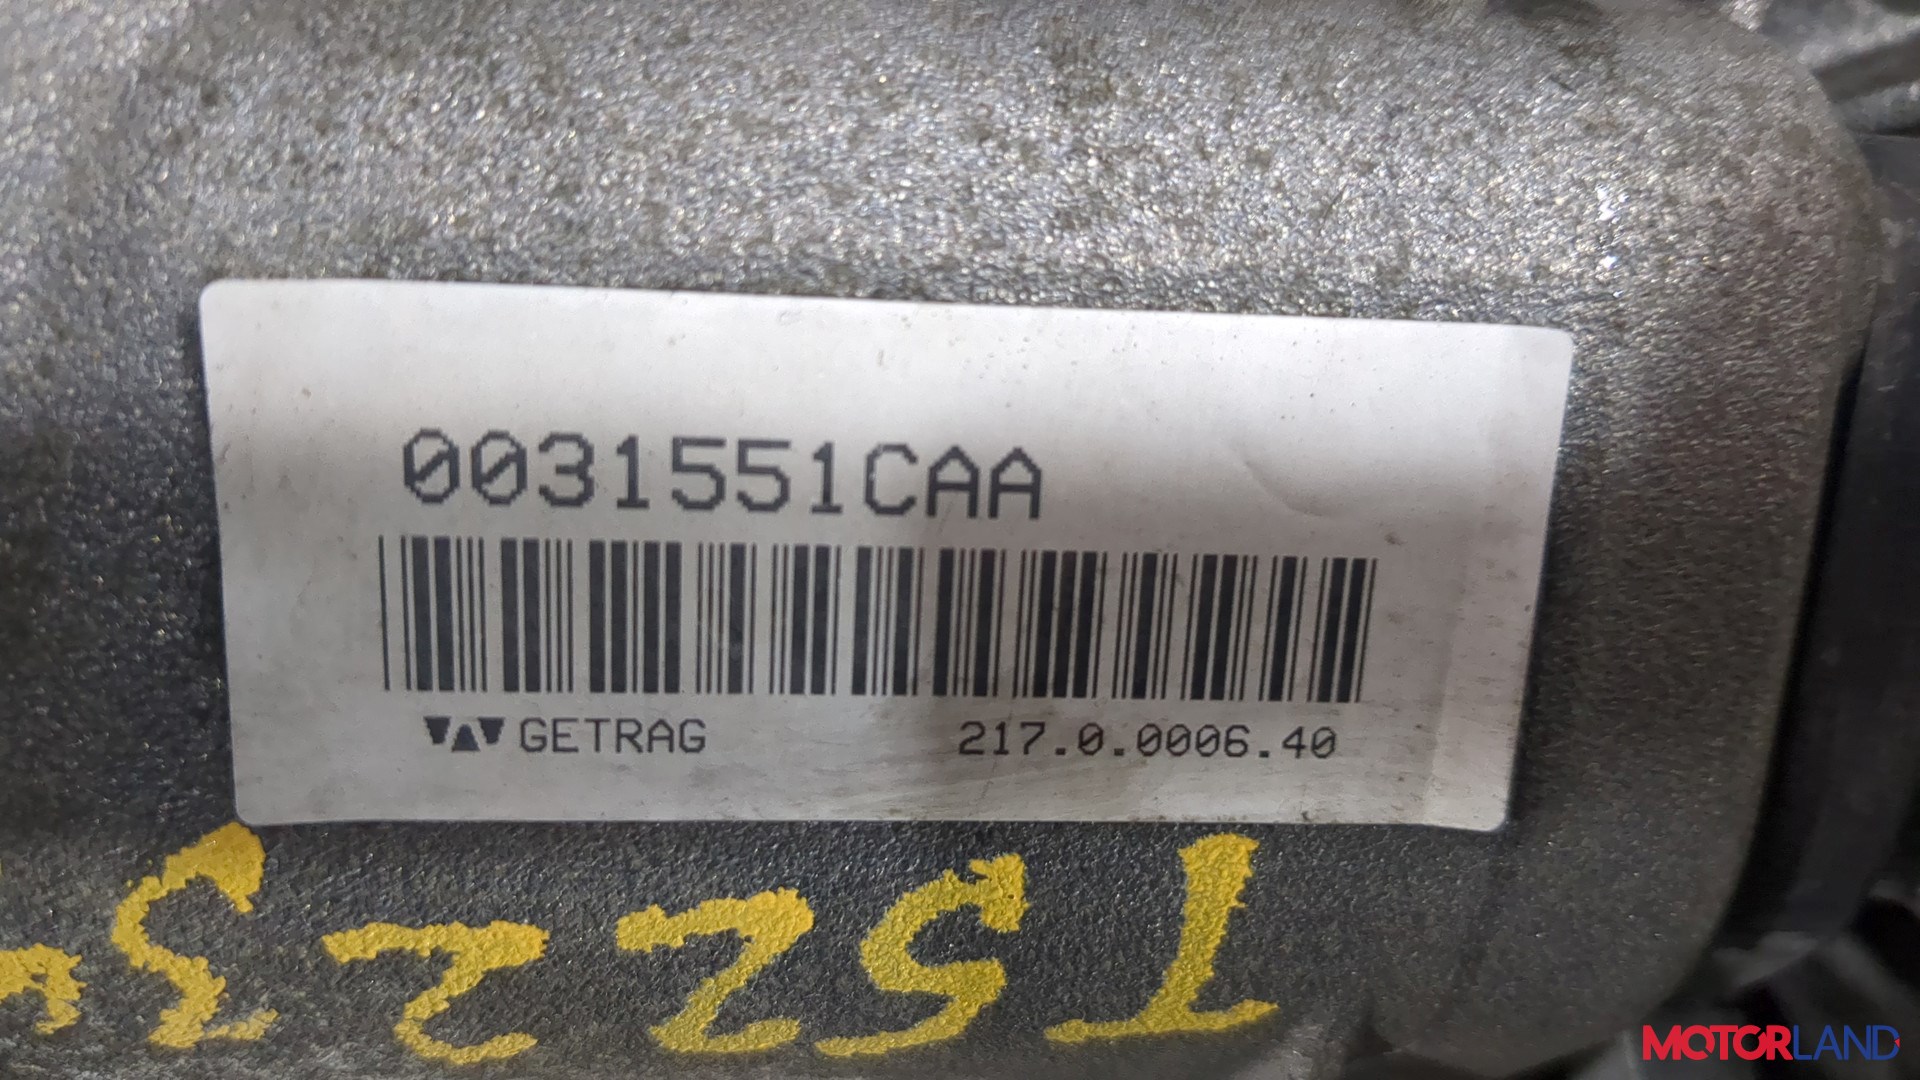 0031551CAA
GETRAG 217.0.0006.40
MOTORLAND